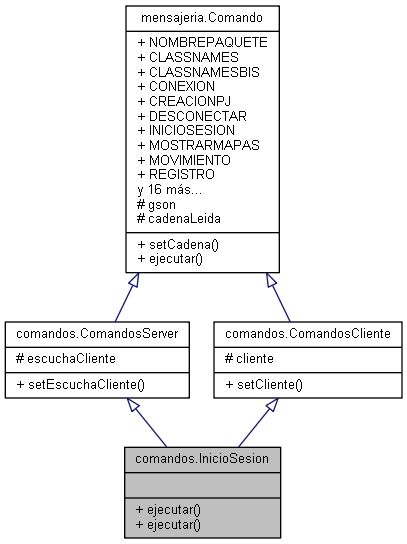 mensajeria.Comando
+ NOMBREPAQUETE
+ CLASSNAMES
+ CLASSNAMESBIS
+ CONEXION
+ CREACIONPJ
+ DESCONECTAR
+ INICIOSESION
+ MOSTRARMAPAS
+ MOVIMIENTO
+ REGISTRO
y 16 más...
# gson
# cadenaLeida
+ setCadena()
+ ejecutar()
comandos.ComandosServer
# escuchaCliente
+ setEscuchaCliente()
comandos.ComandosCliente
# cliente
+ setCliente()
comandos.InicioSesion
+ ejecutar()
+ ejecutar()